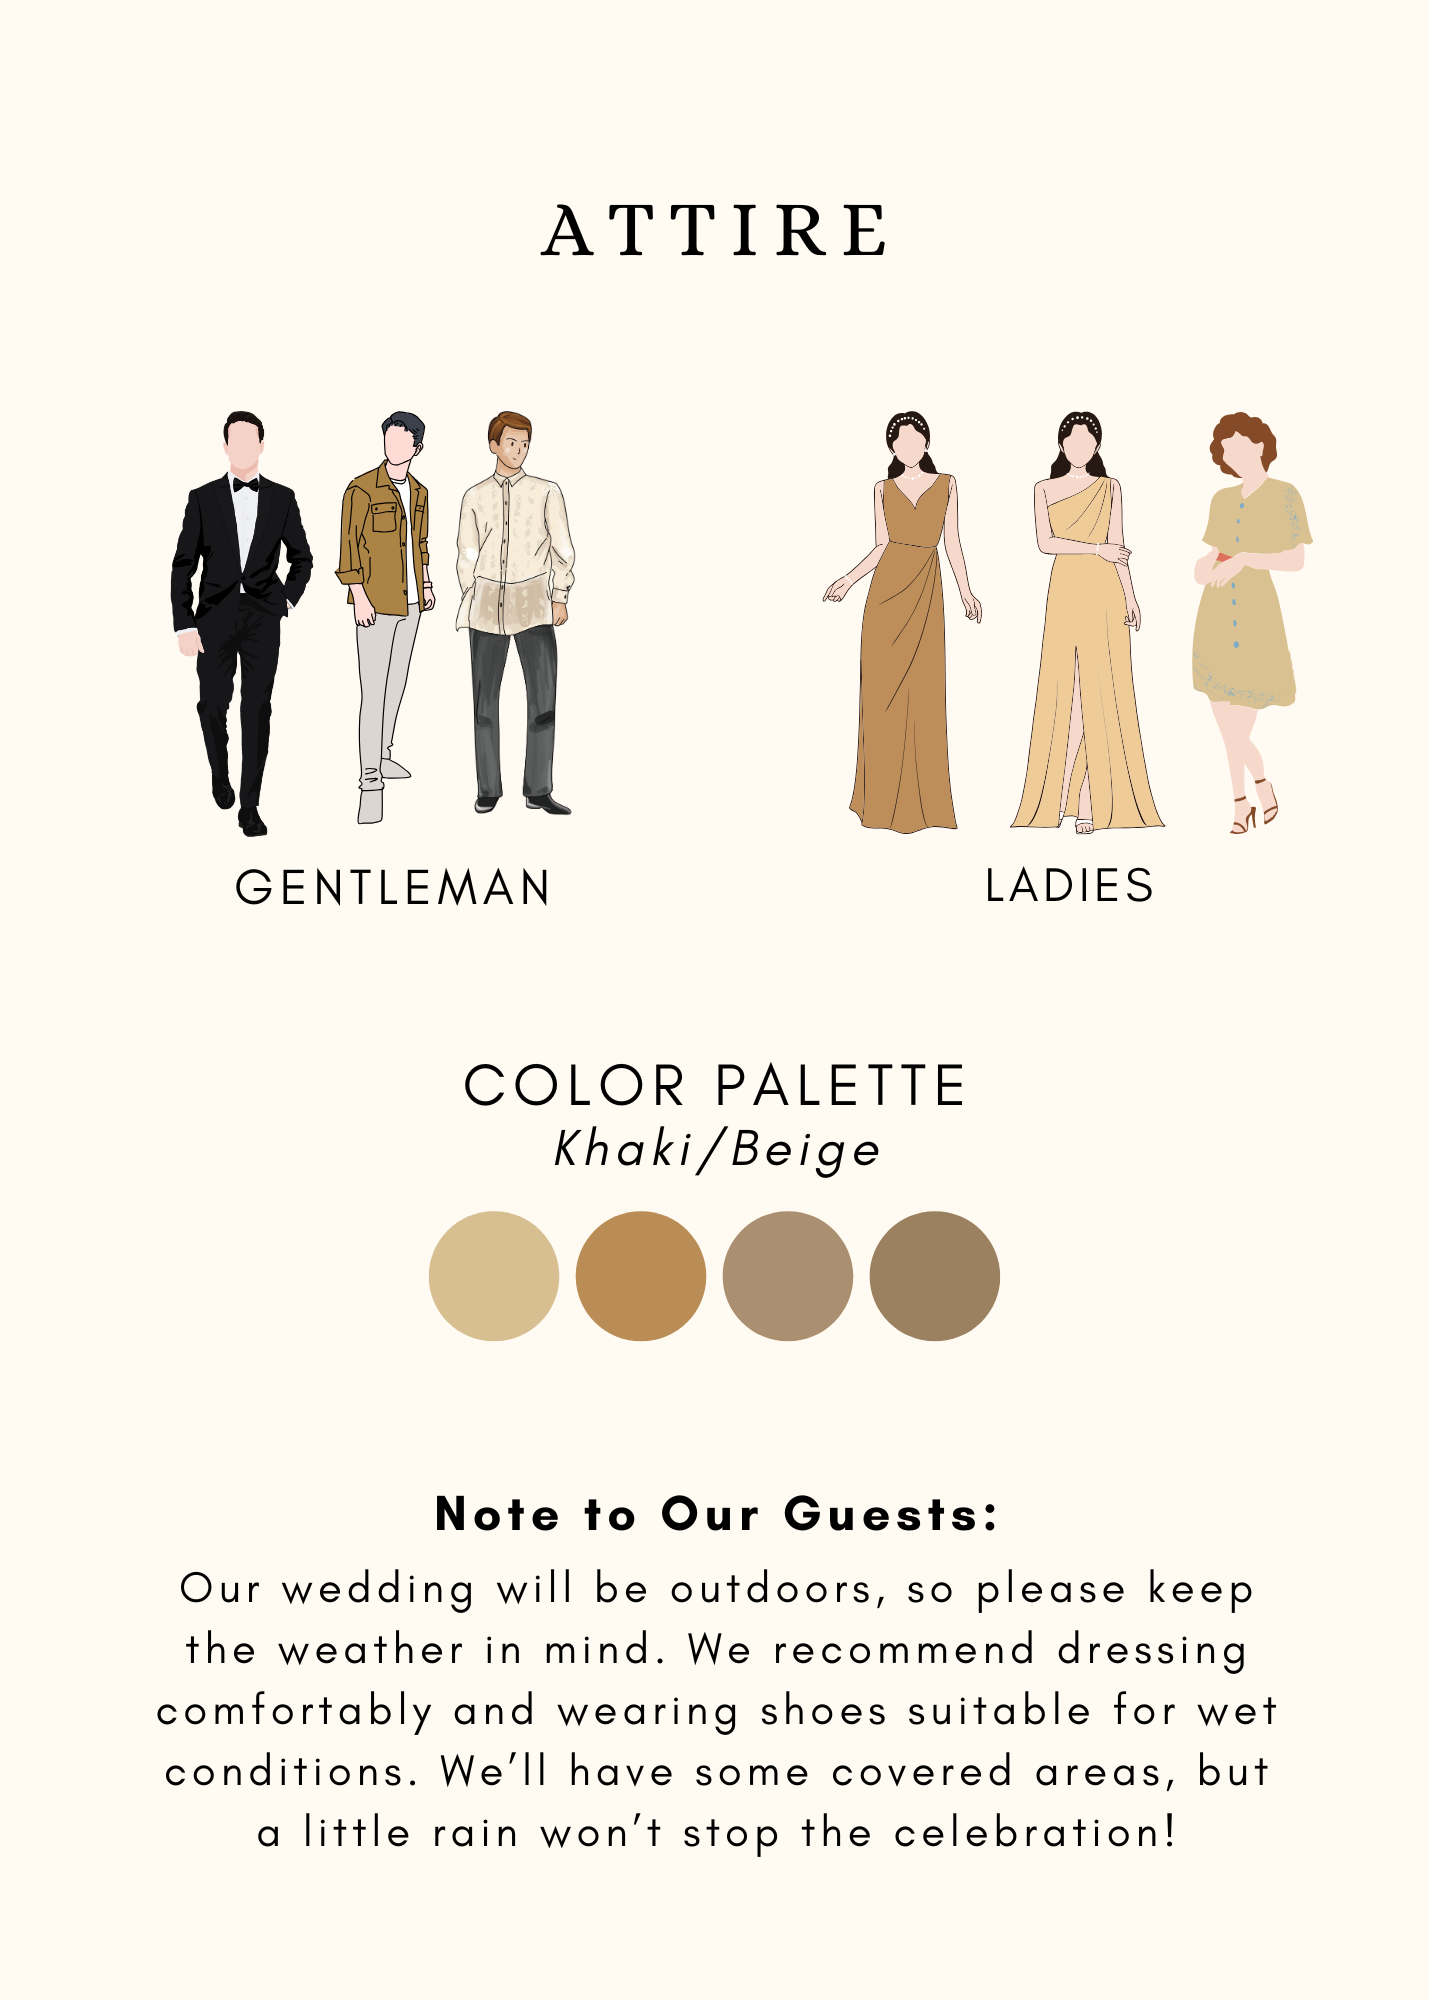 ATTIRE
GENTLEMAN
LADIES
COLOR PALETTE
Khaki/Beige
Note to Our Guests:
Our wedding will be outdoors, so please keep
the weather in mind. We recommend dressing
comfortably and wearing shoes suitable for wet
conditions. We’ll have some covered areas, but
a little rain won’t stop the celebration!